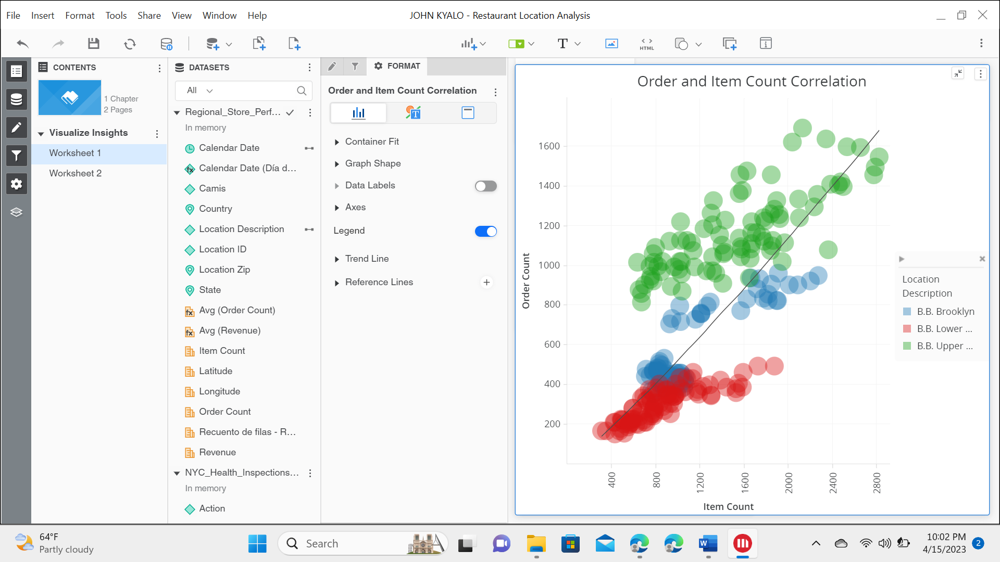 File Insert Format Tools Share View Window Help
JOHN KYALO - Restaurant Location Analysis
HTML
CONTENTS
1 Chapter
2 Pages
Visualize Insights
Worksheet 1
Worksheet 2
DATASETS
All
Regional_Store_Perf...
In memory
Calendar Date
fx Calendar Date (Día d...
Camis
Country
Location Description
Location ID
Location Zip
State
fx Avg (Order Count)
fx Avg (Revenue)
Item Count
Latitude
Longitude
Order Count
Recuento de filas - R...
Revenue
NYC_Health_Inspections...
In memory
Action
FORMAT
Order and Item Count Correlation
T
Container Fit
Graph Shape
Data Labels
Axes
Legend
Trend Line
Reference Lines
Order and Item Count Correlation
Order Count
1600
1400
1200
1000
800
600
400
200
400
800
1200
1600
2000
2400
2800
Item Count
Location
Description
B.B. Brooklyn
B.B. Lower ...
B.B. Upper ...
64°F
Partly cloudy
Search
W
10:02 PM
4/15/2023
2